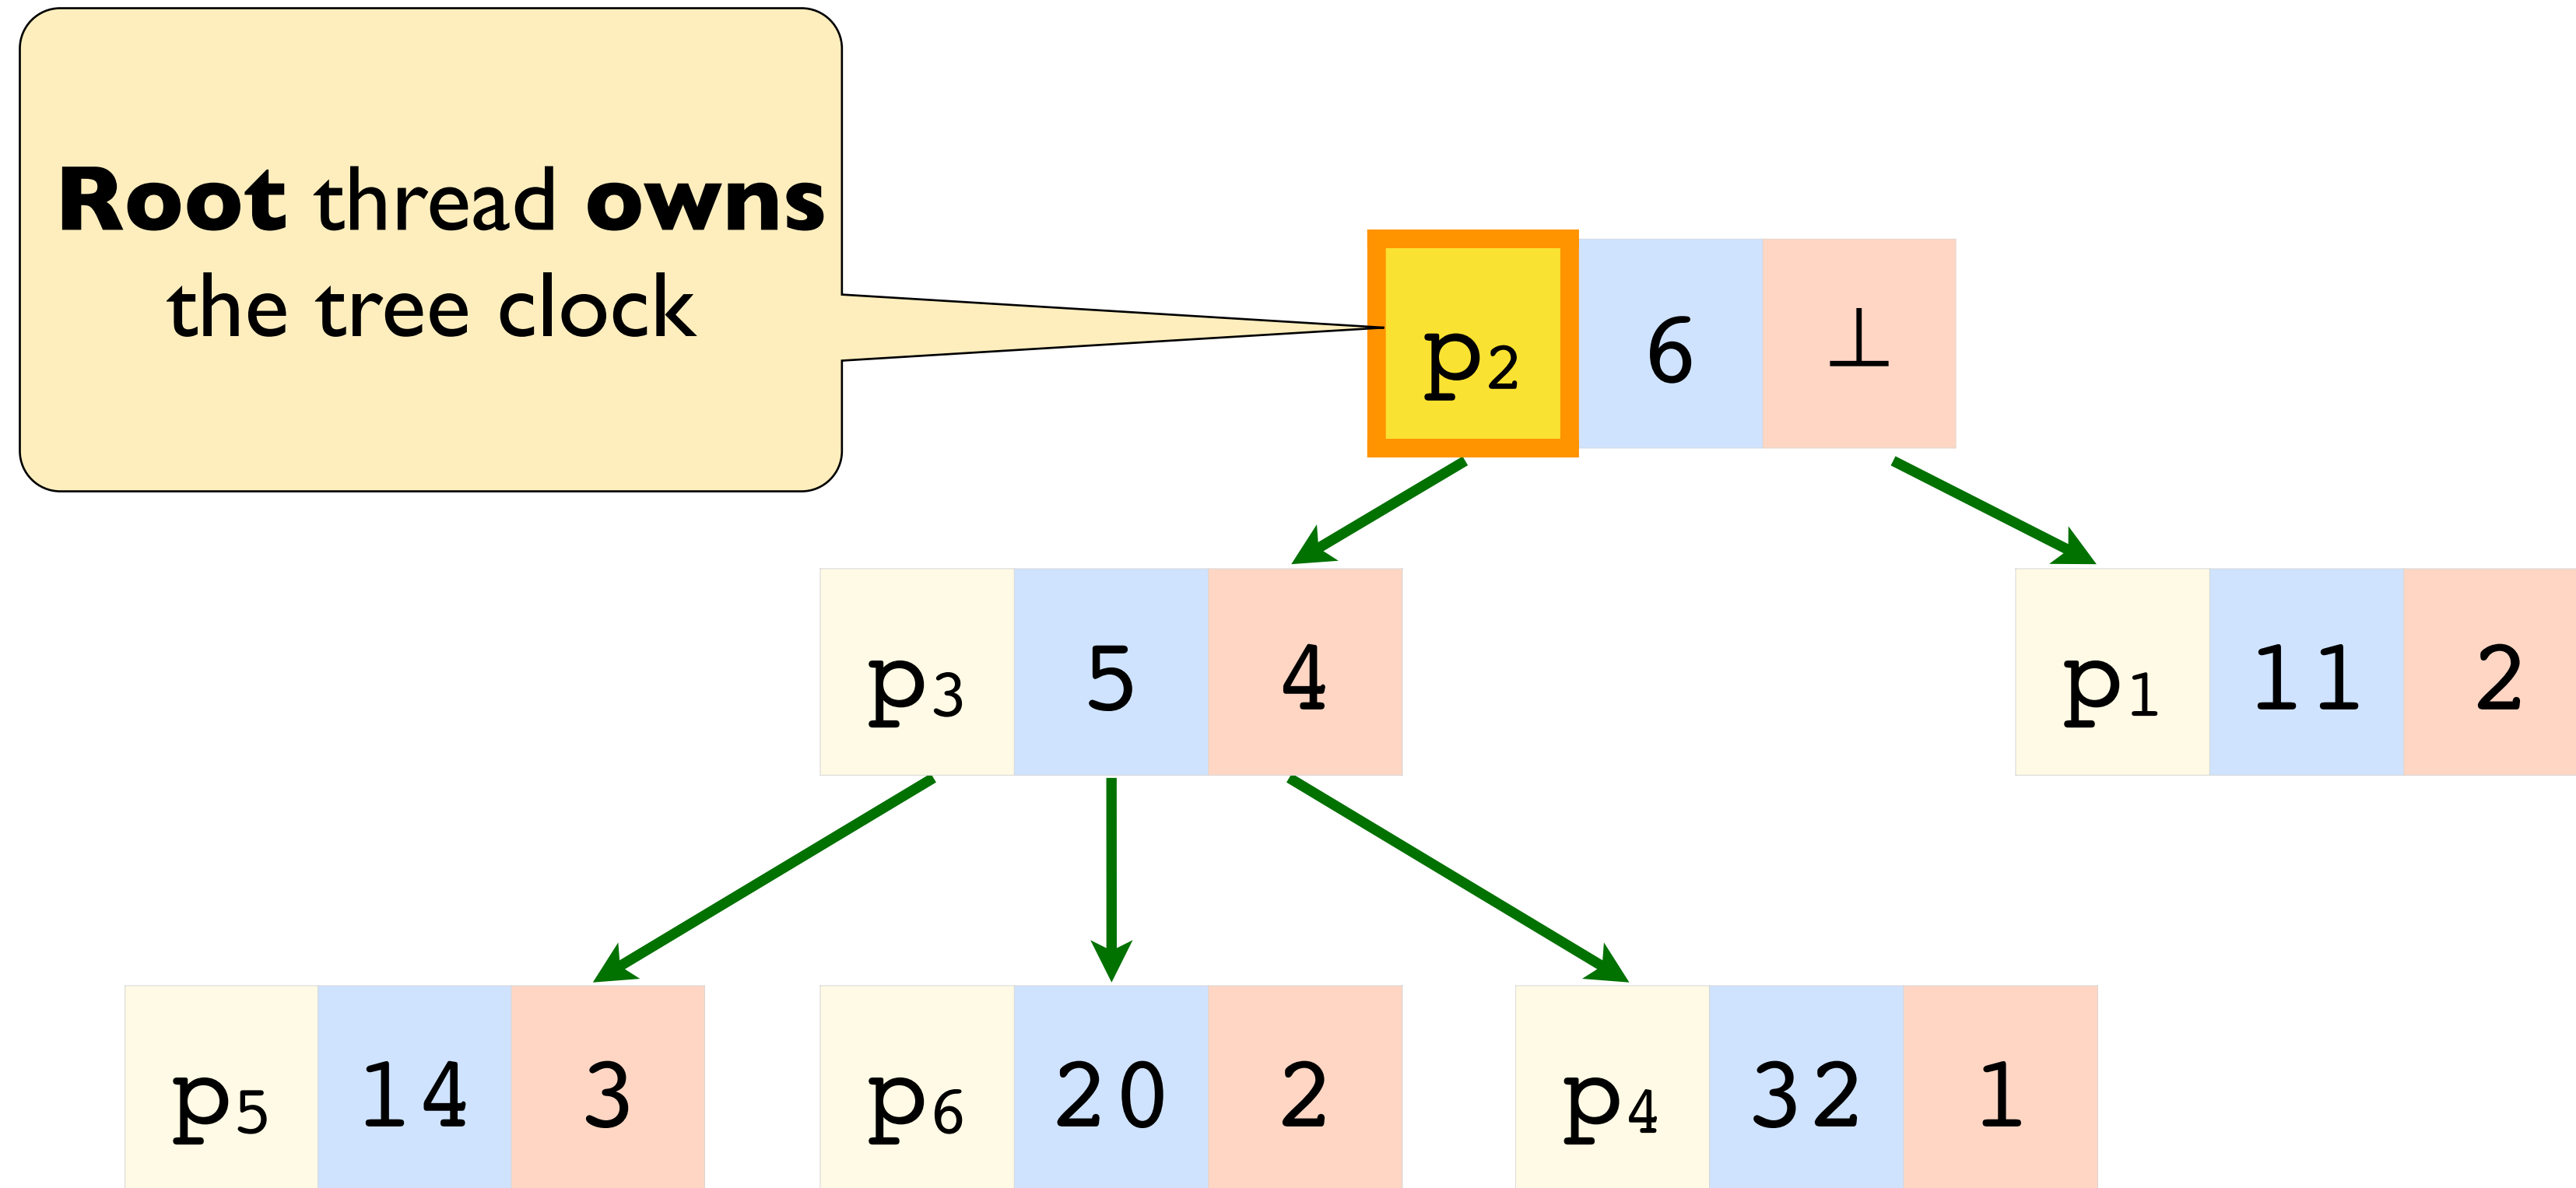 Root thread owns
the tree clock
p₂ 6 ⊥
p₃ 5 4
p₁ 11 2
p₅ 14 3
p₆ 20 2
p₄ 32 1